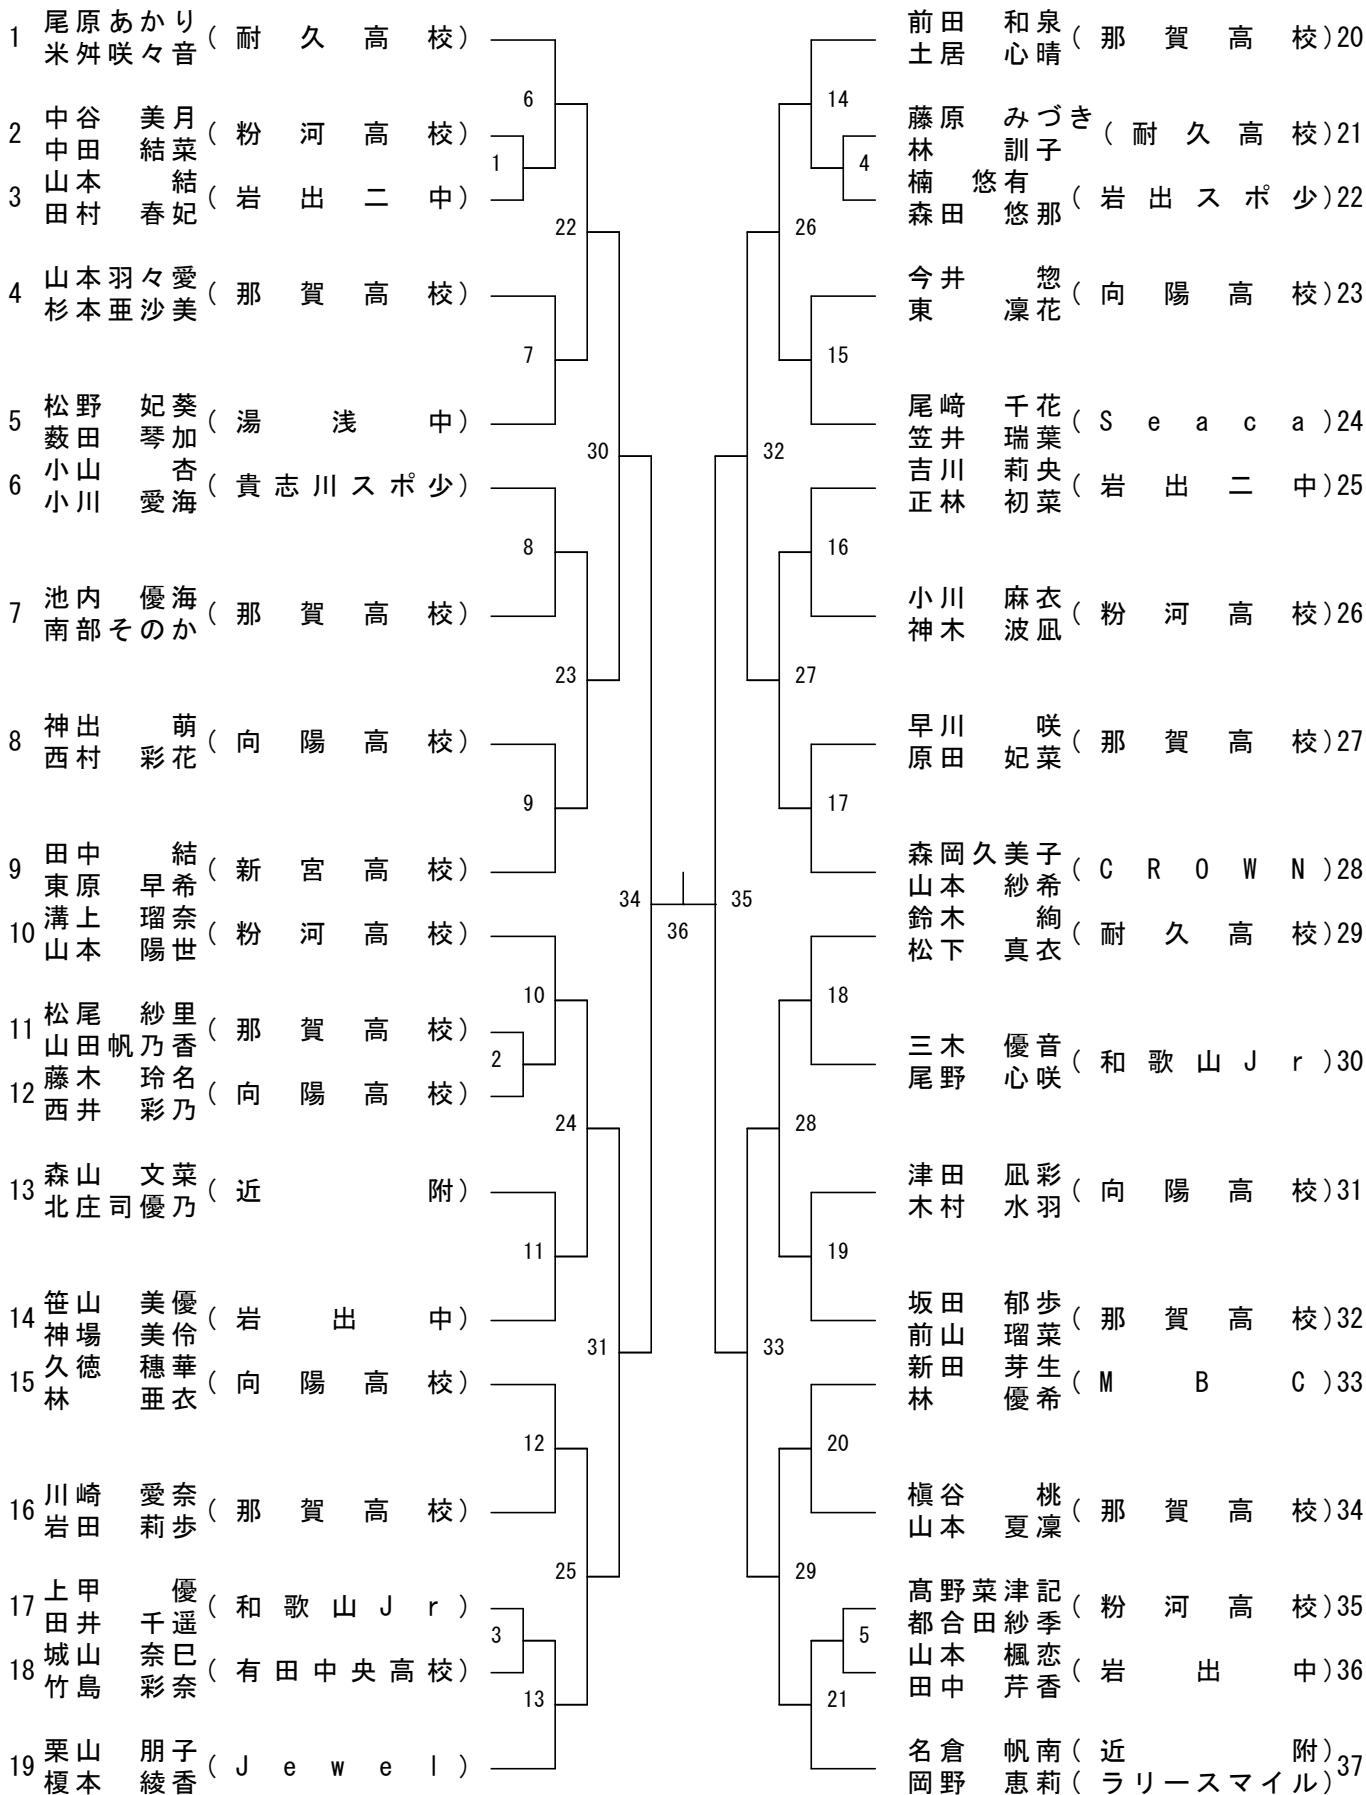 1 尾原あかり (耐久高校)
米舛咲々音
2 中谷 美月 (粉河高校)
中田 結菜
3 山本 結 (岩出二中)
田村 春妃
4 山本羽々愛 (那賀高校)
杉本亜沙美
5 松野 妃葵 (湯浅中)
薮田 琴加
6 小山 杏 (貴志川スポ少)
小川 愛海
7 池内 優海 (那賀高校)
南部そのか
8 神出 萌 (向陽高校)
西村 彩花
9 田中 結 (新宮高校)
東原 早希
10 溝上 瑠奈 (粉河高校)
山本 陽世
11 松尾 紗里 (那賀高校)
山田帆乃香
12 藤木 玲名 (向陽高校)
西井 彩乃
13 森山 文菜 (近附)
北庄司優乃
14 笹山 美優 (岩出中)
神場 美伶
15 久徳 穂華 (向陽高校)
林 亜衣
16 川崎 愛奈 (那賀高校)
岩田 莉歩
17 上甲 優 (和歌山Jr)
田井 千遥
18 城山 奈巳 (有田中央高校)
竹島 彩奈
19 栗山 朋子 (Jewel)
榎本 綾香
6
1
22
7
30
8
23
9
34
10
2
24
11
31
12
25
3
13
36
35
14
4
26
15
32
16
27
17
18
28
19
33
20
29
5
21
前田 和泉 (那賀高校) 20
土居 心晴
藤原 みづき (耐久高校) 21
林 訓子
楠 悠有 (岩出スポ少) 22
森田 悠那
今井 惣 (向陽高校) 23
東 凜花
尾﨑 千花 (Seaca) 24
笠井 瑞葉
吉川 莉央 (岩出二中) 25
正林 初菜
小川 麻衣 (粉河高校) 26
神木 波凪
早川 咲 (那賀高校) 27
原田 妃菜
森岡久美子 (CROWN) 28
山本 紗希
鈴木 絢 (耐久高校) 29
松下 真衣
三木 優音 (和歌山Jr) 30
尾野 心咲
津田 凪彩 (向陽高校) 31
木村 水羽
坂田 郁歩 (那賀高校) 32
前山 瑠菜
新田 芽生 (MBC) 33
林 優希
槇谷 桃 (那賀高校) 34
山本 夏凜
髙野菜津記 (粉河高校) 35
都合田紗季
山本 楓恋 (岩出中) 36
田中 芹香
名倉 帆南 (近附) 37
岡野 恵莉 (ラリースマイル)